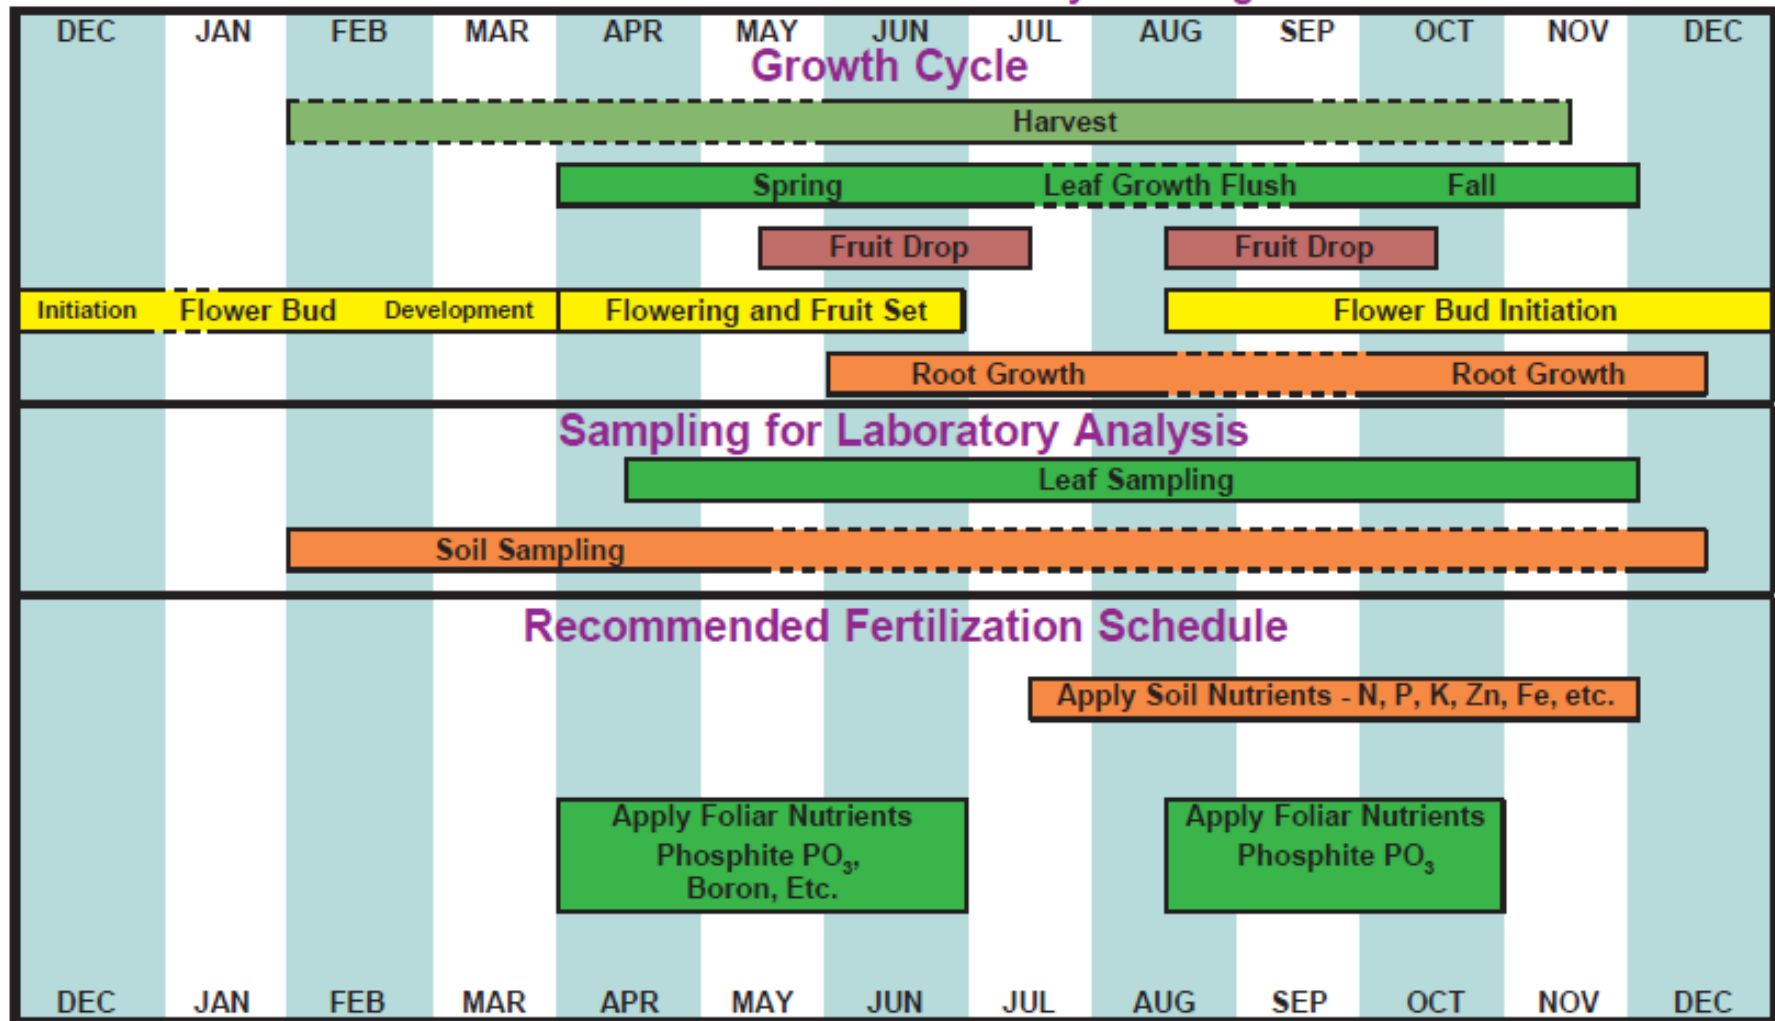 DEC JAN FEB MAR APR MAY JUN JUL AUG SEP OCT NOV DEC
Growth Cycle
Harvest
Spring Leaf Growth Flush Fall
Fruit Drop Fruit Drop
Initiation Flower Bud Development Flowering and Fruit Set Flower Bud Initiation
Root Growth Root Growth
Sampling for Laboratory Analysis
Leaf Sampling
Soil Sampling
Recommended Fertilization Schedule
Apply Soil Nutrients - N, P, K, Zn, Fe, etc.
Apply Foliar Nutrients
Phosphite PO₃,
Boron, Etc.
Apply Foliar Nutrients
Phosphite PO₃
DEC JAN FEB MAR APR MAY JUN JUL AUG SEP OCT NOV DEC